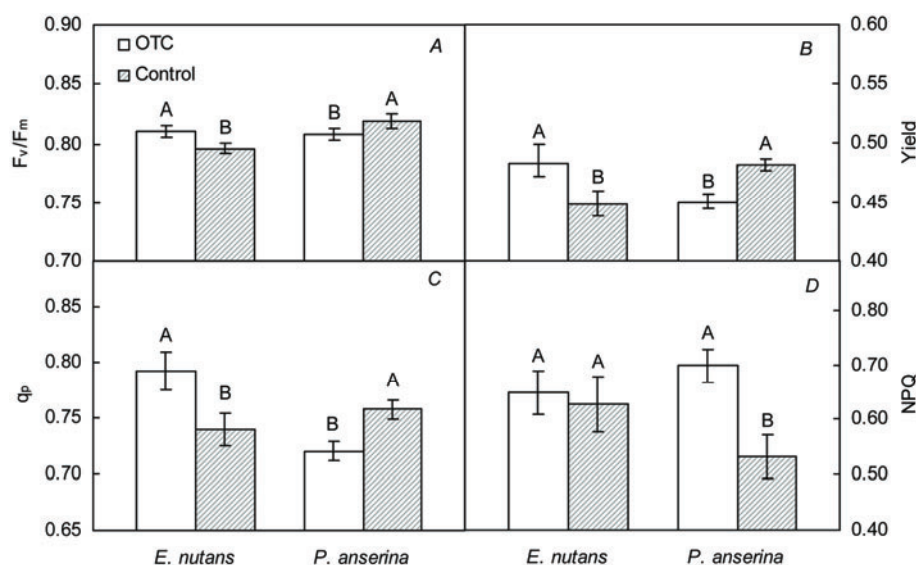 0.90
0.85
0.80
0.75
0.70
Fv/Fm
OTC
Control
A
A
B
B
A
B
A
B
B
A
0.60
0.55
0.50
0.45
0.40
Yield
0.85
0.80
0.75
0.70
0.65
qp
C
A
B
B
A
E. nutans
P. anserina
D
A
A
A
B
E. nutans
P. anserina
0.80
0.70
0.60
0.50
0.40
NPQ